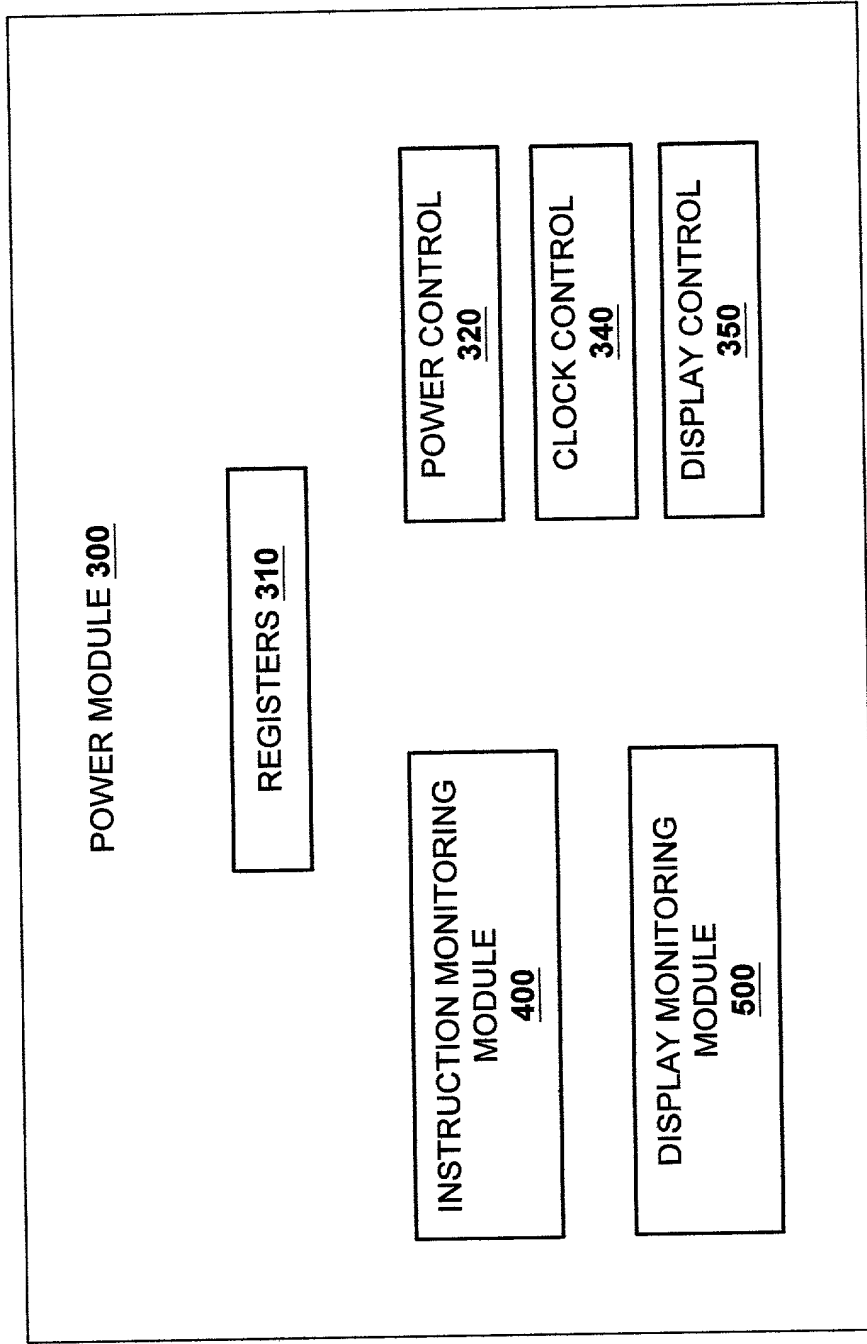 POWER MODULE 300
REGISTERS 310
INSTRUCTION MONITORING
MODULE
400
DISPLAY MONITORING
MODULE
500
POWER CONTROL
320
CLOCK CONTROL
340
DISPLAY CONTROL
350